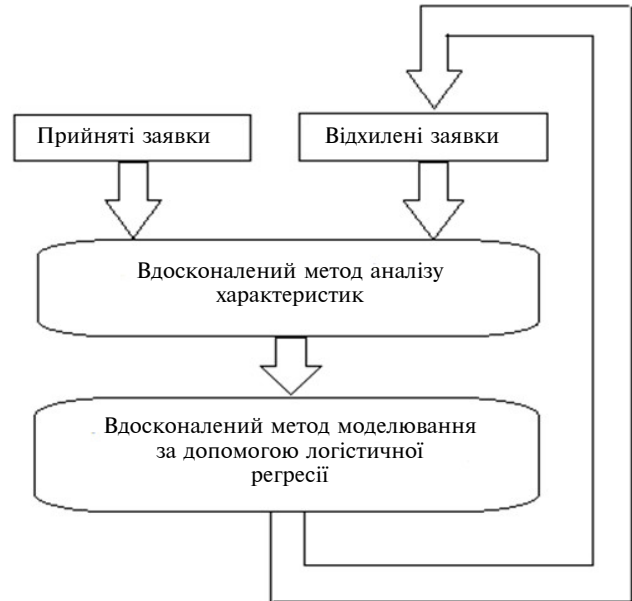 Прийняті заявки
Відхилені заявки
Вдосконалений метод аналізу
характеристик
Вдосконалений метод моделювання
за допомогою логістичної
регресії